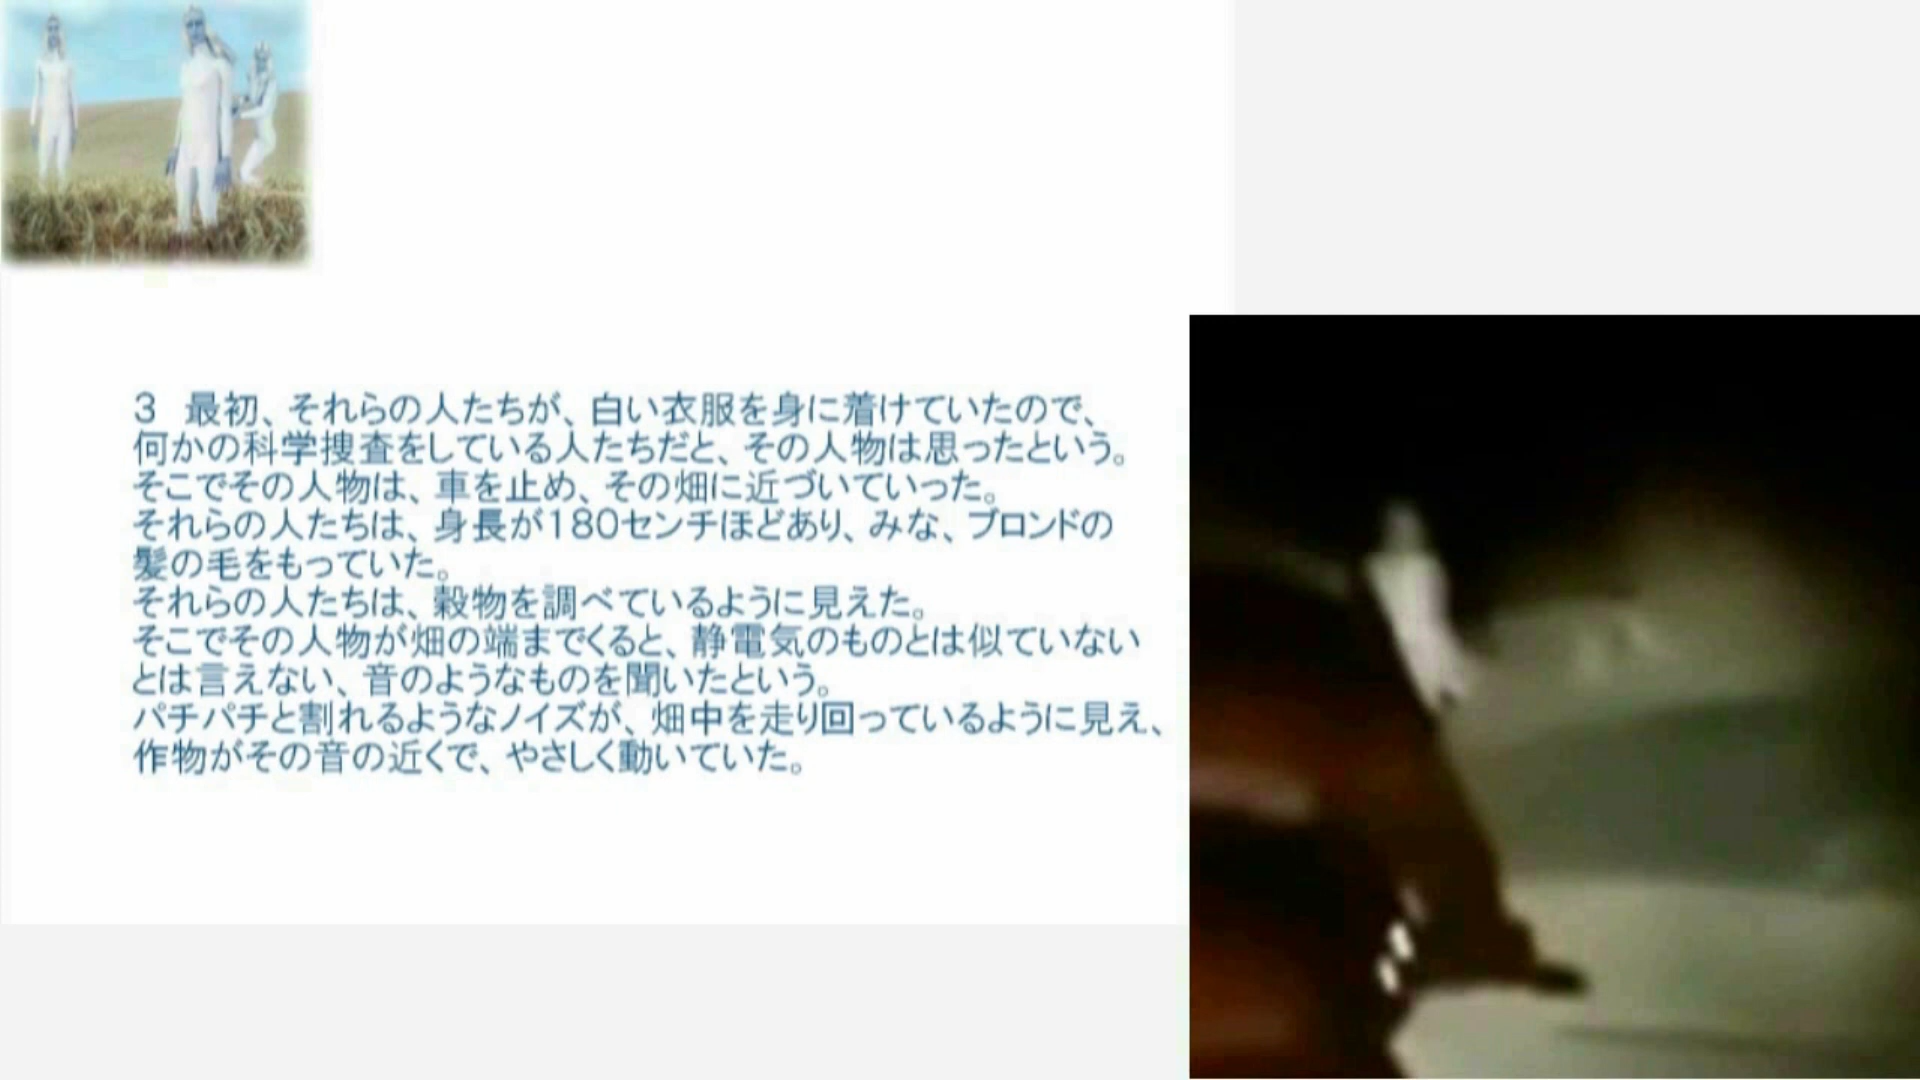 3　最初、それらの人たちが、白い衣服を身に着けていたので、
何かの科学捜査をしている人たちだと、その人物は思ったという。
そこでその人物は、車を止め、その畑に近づいていった。
それらの人たちは、身長が180センチほどあり、みな、ブロンドの
髪の毛をもっていた。
それらの人たちは、穀物を調べているように見えた。
そこでその人物が畑の端までくると、静電気のものとは似ていない
とは言えない、音のようなものを聞いたという。
パチパチと割れるようなノイズが、畑中を走り回っているように見え、
作物がその音の近くで、やさしく動いていた。